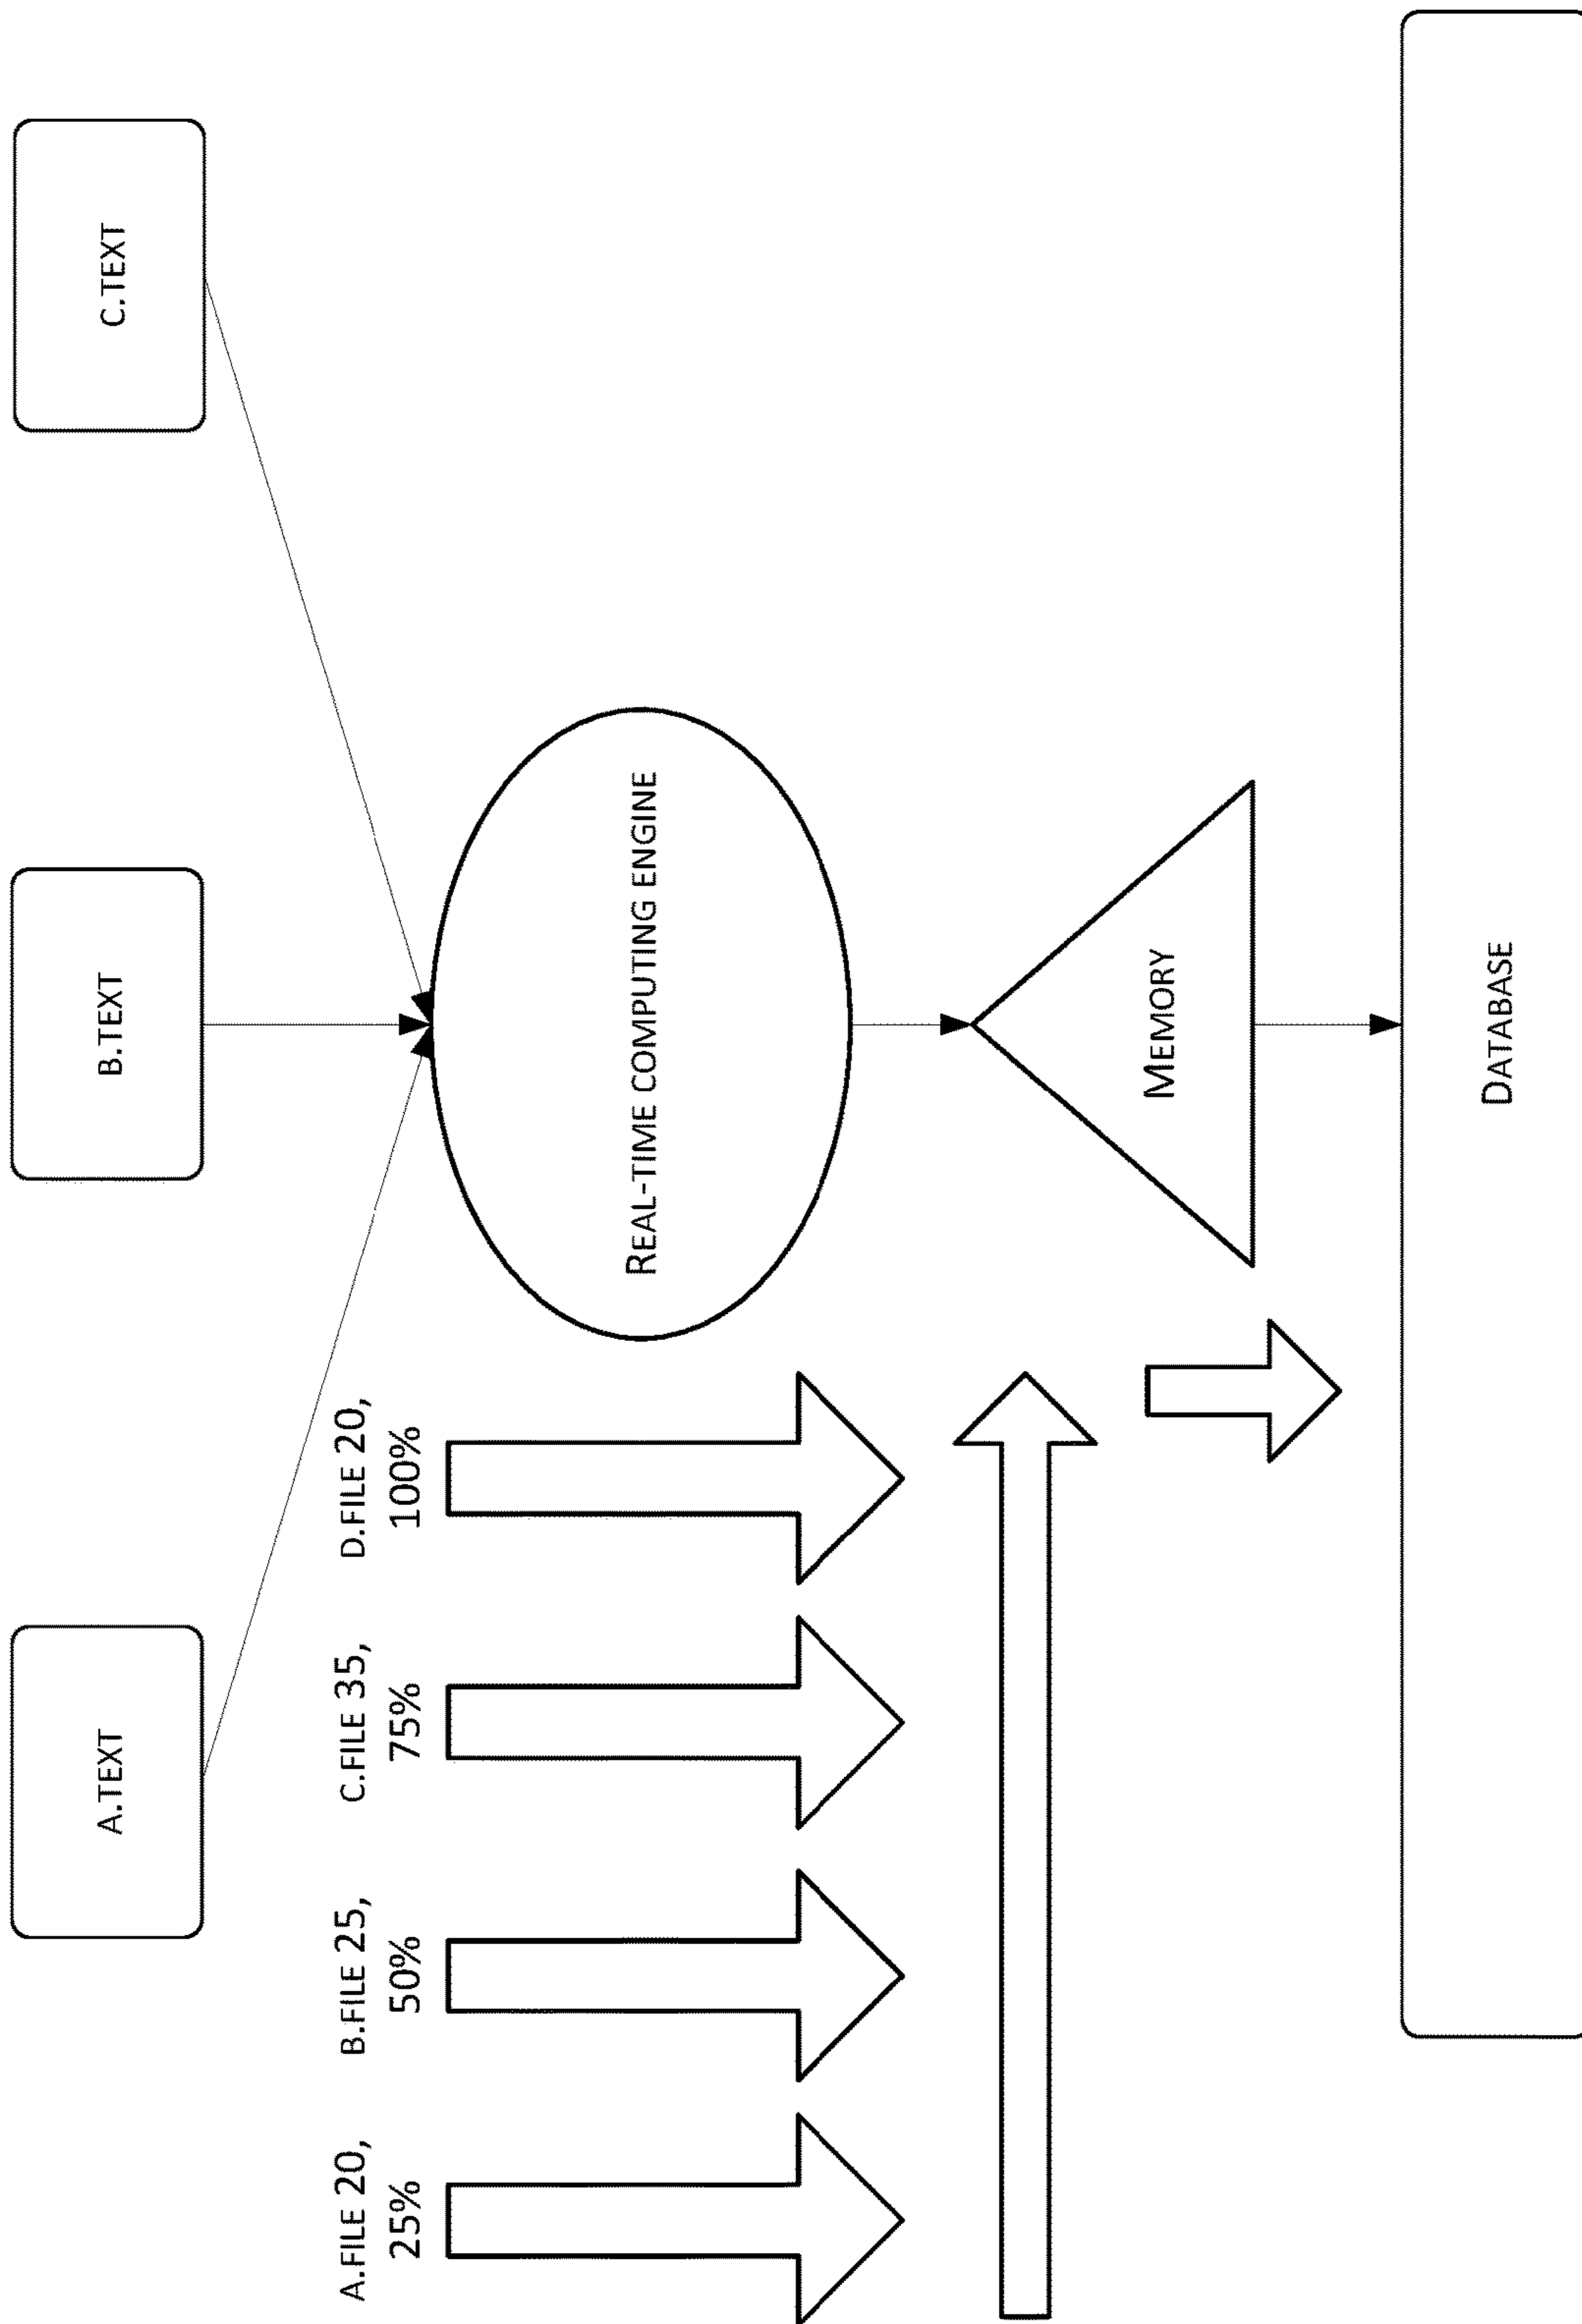 A.TEXT
B.TEXT
C.TEXT
A.FILE 20,
25%
B.FILE 25,
50%
C.FILE 35,
75%
D.FILE 20,
100%
REAL-TIME COMPUTING ENGINE
MEMORY
DATABASE